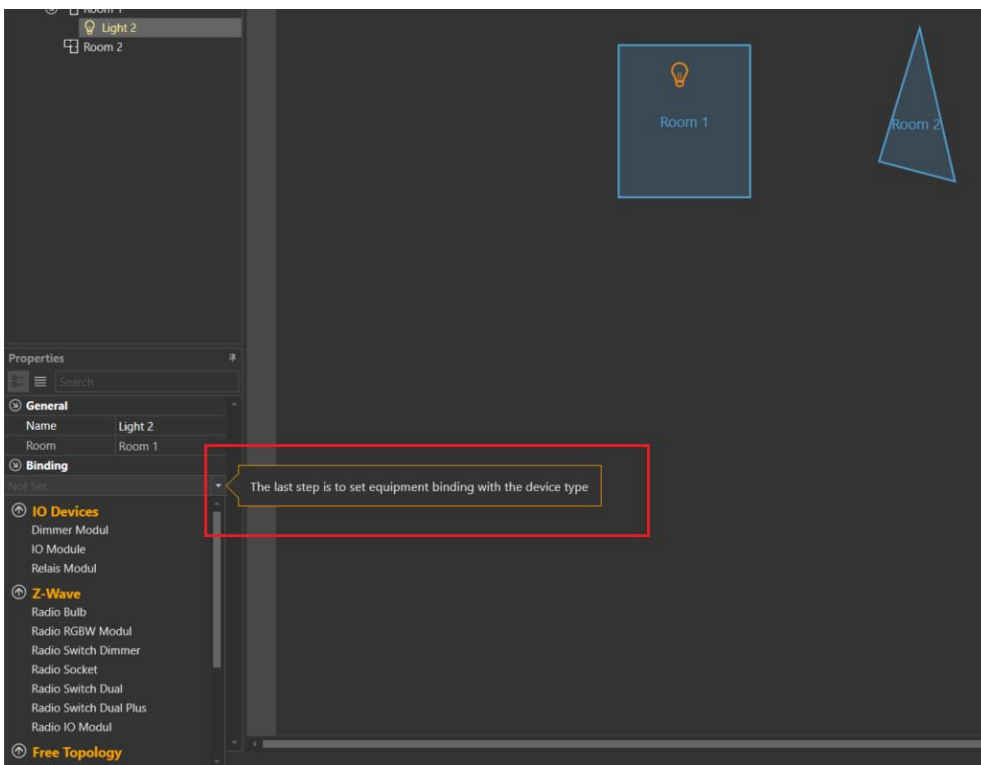 Room 1
Light 2
Room 2
Room 1
Room 2
Properties
Search
General
Name Light 2
Room Room 1
Binding
Not Set
The last step is to set equipment binding with the device type
IO Devices
Dimmer Modul
IO Module
Relais Modul
Z-Wave
Radio Bulb
Radio RGBW Modul
Radio Switch Dimmer
Radio Socket
Radio Switch Dual
Radio Switch Dual Plus
Radio IO Modul
Free Topology